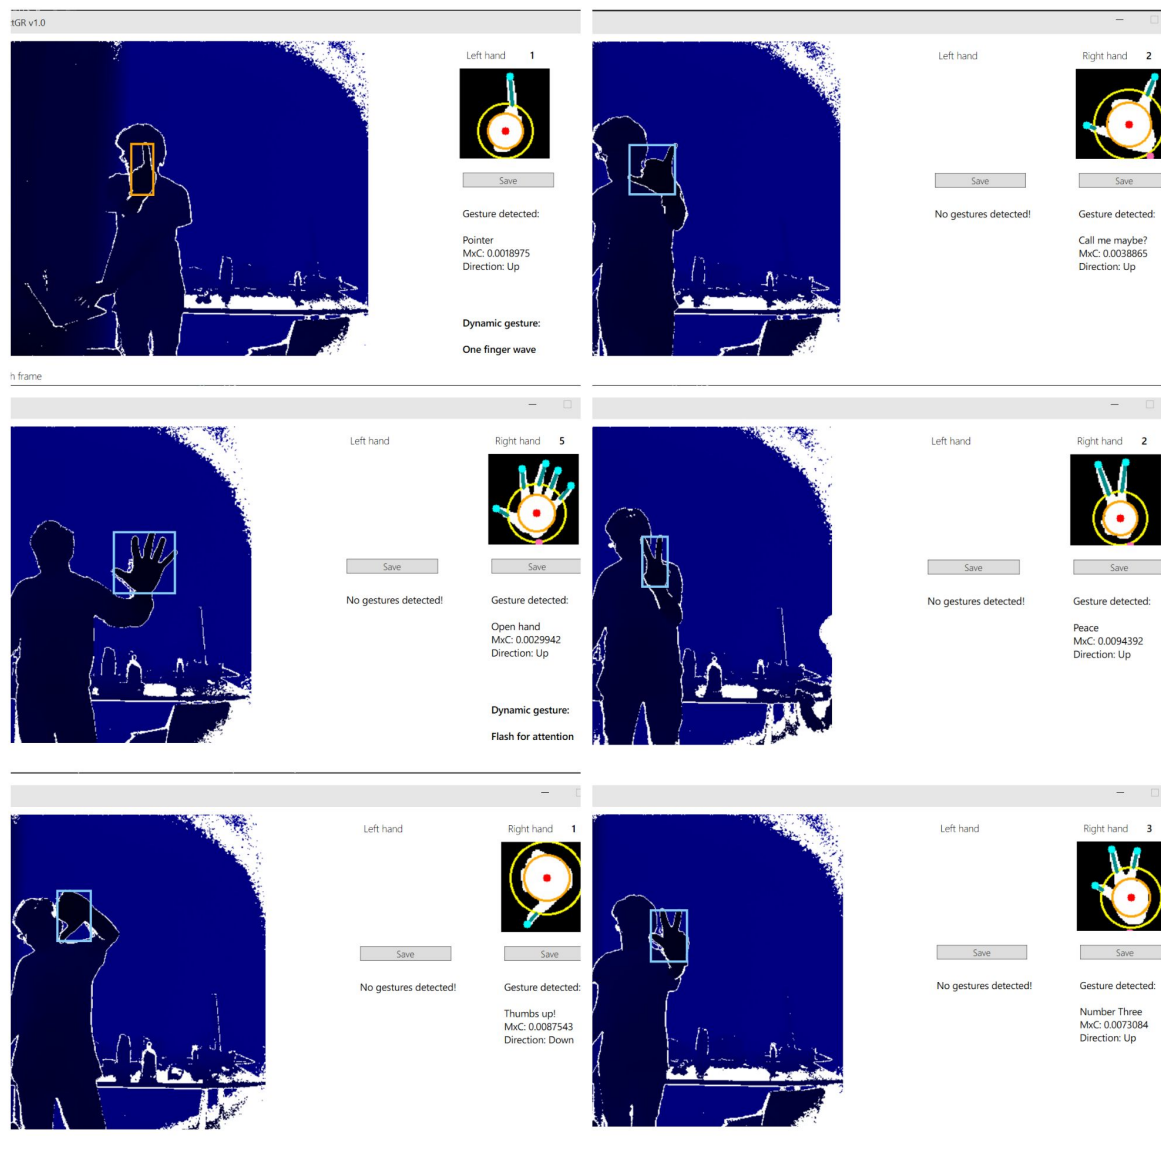 tGR v1.0
Left hand 1
Save
Gesture detected:
Pointer
MxC: 0.0018975
Direction: Up
Dynamic gesture:
One finger wave
h frame
Left hand
Right hand 2
Save
Save
No gestures detected!
Gesture detected:
Call me maybe?
MxC: 0.0038865
Direction: Up
Left hand
Right hand 5
Save
Save
No gestures detected!
Gesture detected:
Open hand
MxC: 0.0029942
Direction: Up
Dynamic gesture:
Flash for attention
Left hand
Right hand 2
Save
Save
No gestures detected!
Gesture detected:
Peace
MxC: 0.0094392
Direction: Up
Left hand
Right hand 1
Save
Save
No gestures detected!
Gesture detected:
Thumbs up!
MxC: 0.0087543
Direction: Down
Left hand
Right hand 3
Save
Save
No gestures detected!
Gesture detected:
Number Three
MxC: 0.0073084
Direction: Up